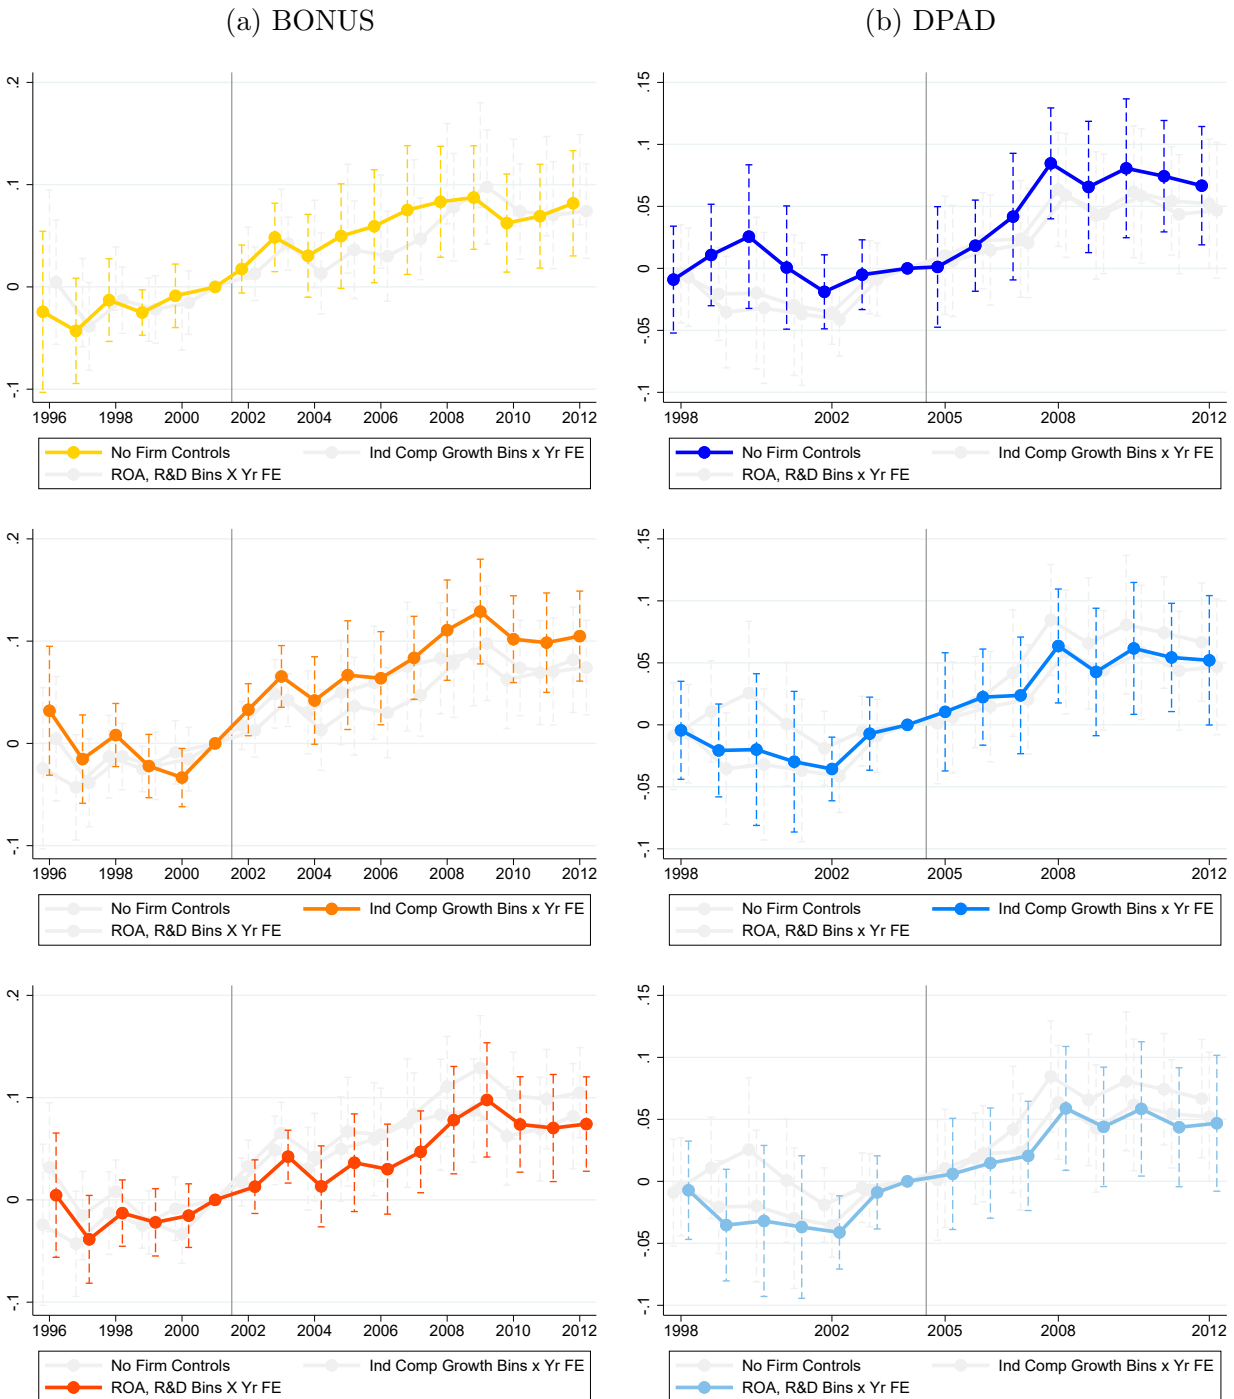 (a) BONUS
(b) DPAD
.2
.1
0
-.1
1996 1998 2000 2002 2004 2006 2008 2010 2012
No Firm Controls
Ind Comp Growth Bins x Yr FE
ROA, R&D Bins X Yr FE
.15
.1
.05
0
-.05
-.1
1998 2002 2005 2008 2012
No Firm Controls
Ind Comp Growth Bins x Yr FE
ROA, R&D Bins x Yr FE
.2
.1
0
-.1
1996 1998 2000 2002 2004 2006 2008 2010 2012
No Firm Controls
Ind Comp Growth Bins x Yr FE
ROA, R&D Bins X Yr FE
.15
.1
.05
0
-.05
-.1
1998 2002 2005 2008 2012
No Firm Controls
Ind Comp Growth Bins x Yr FE
ROA, R&D Bins x Yr FE
.2
.1
0
-.1
1996 1998 2000 2002 2004 2006 2008 2010 2012
No Firm Controls
Ind Comp Growth Bins x Yr FE
ROA, R&D Bins X Yr FE
.15
.1
.05
0
-.05
-.1
1998 2002 2005 2008 2012
No Firm Controls
Ind Comp Growth Bins x Yr FE
ROA, R&D Bins x Yr FE